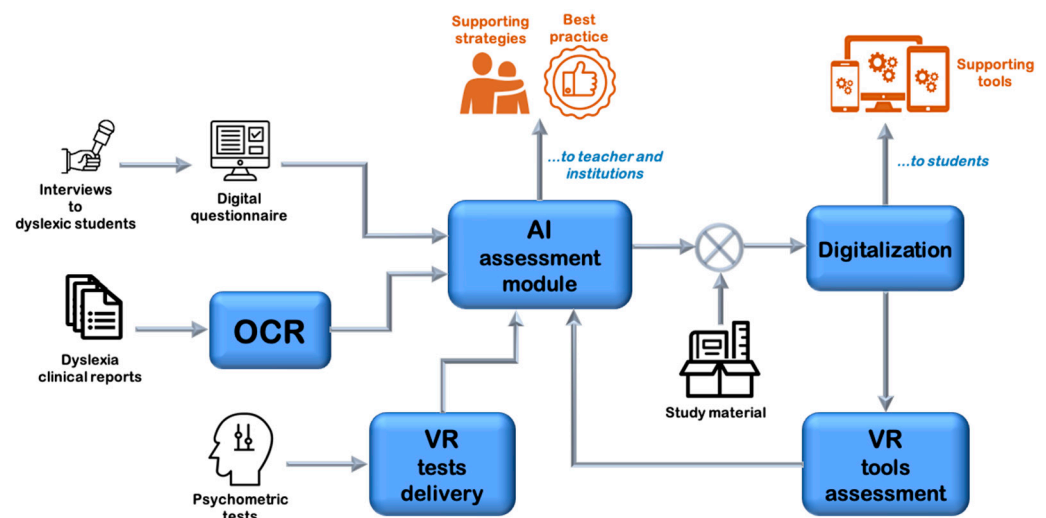 Supporting
strategies
Best
practice
Supporting
tools
...to teacher and
institutions
...to students
Interviews
to
dyslexic students
Digital
questionnaire
AI
assessment
module
Digitalization
OCR
Dyslexia
clinical reports
Study material
VR
tests
delivery
VR
tools
assessment
Psychometric
tests